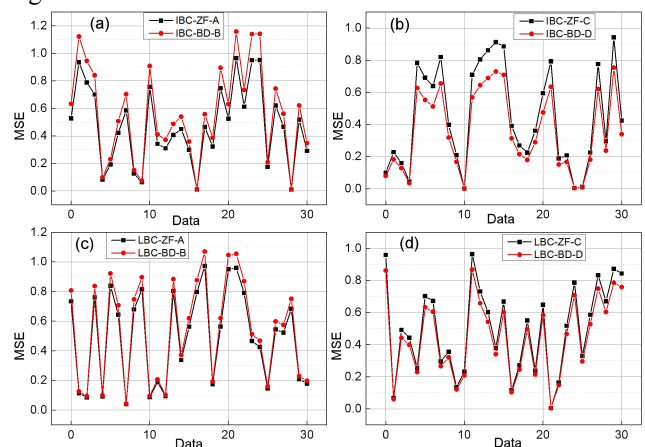 (a)
IBC-ZF-A
IBC-BD-B
1.2
1.0
0.8
0.6
0.4
0.2
0.0
MSE
0
10
20
30
Data
(b)
IBC-ZF-C
IBC-BD-D
1.0
0.8
0.6
0.4
0.2
0.0
MSE
0
10
20
30
Data
(c)
LBC-ZF-A
LBC-BD-B
1.2
1.0
0.8
0.6
0.4
0.2
0.0
MSE
0
10
20
30
Data
(d)
LBC-ZF-C
LBC-BD-D
1.0
0.8
0.6
0.4
0.2
0.0
MSE
0
10
20
30
Data